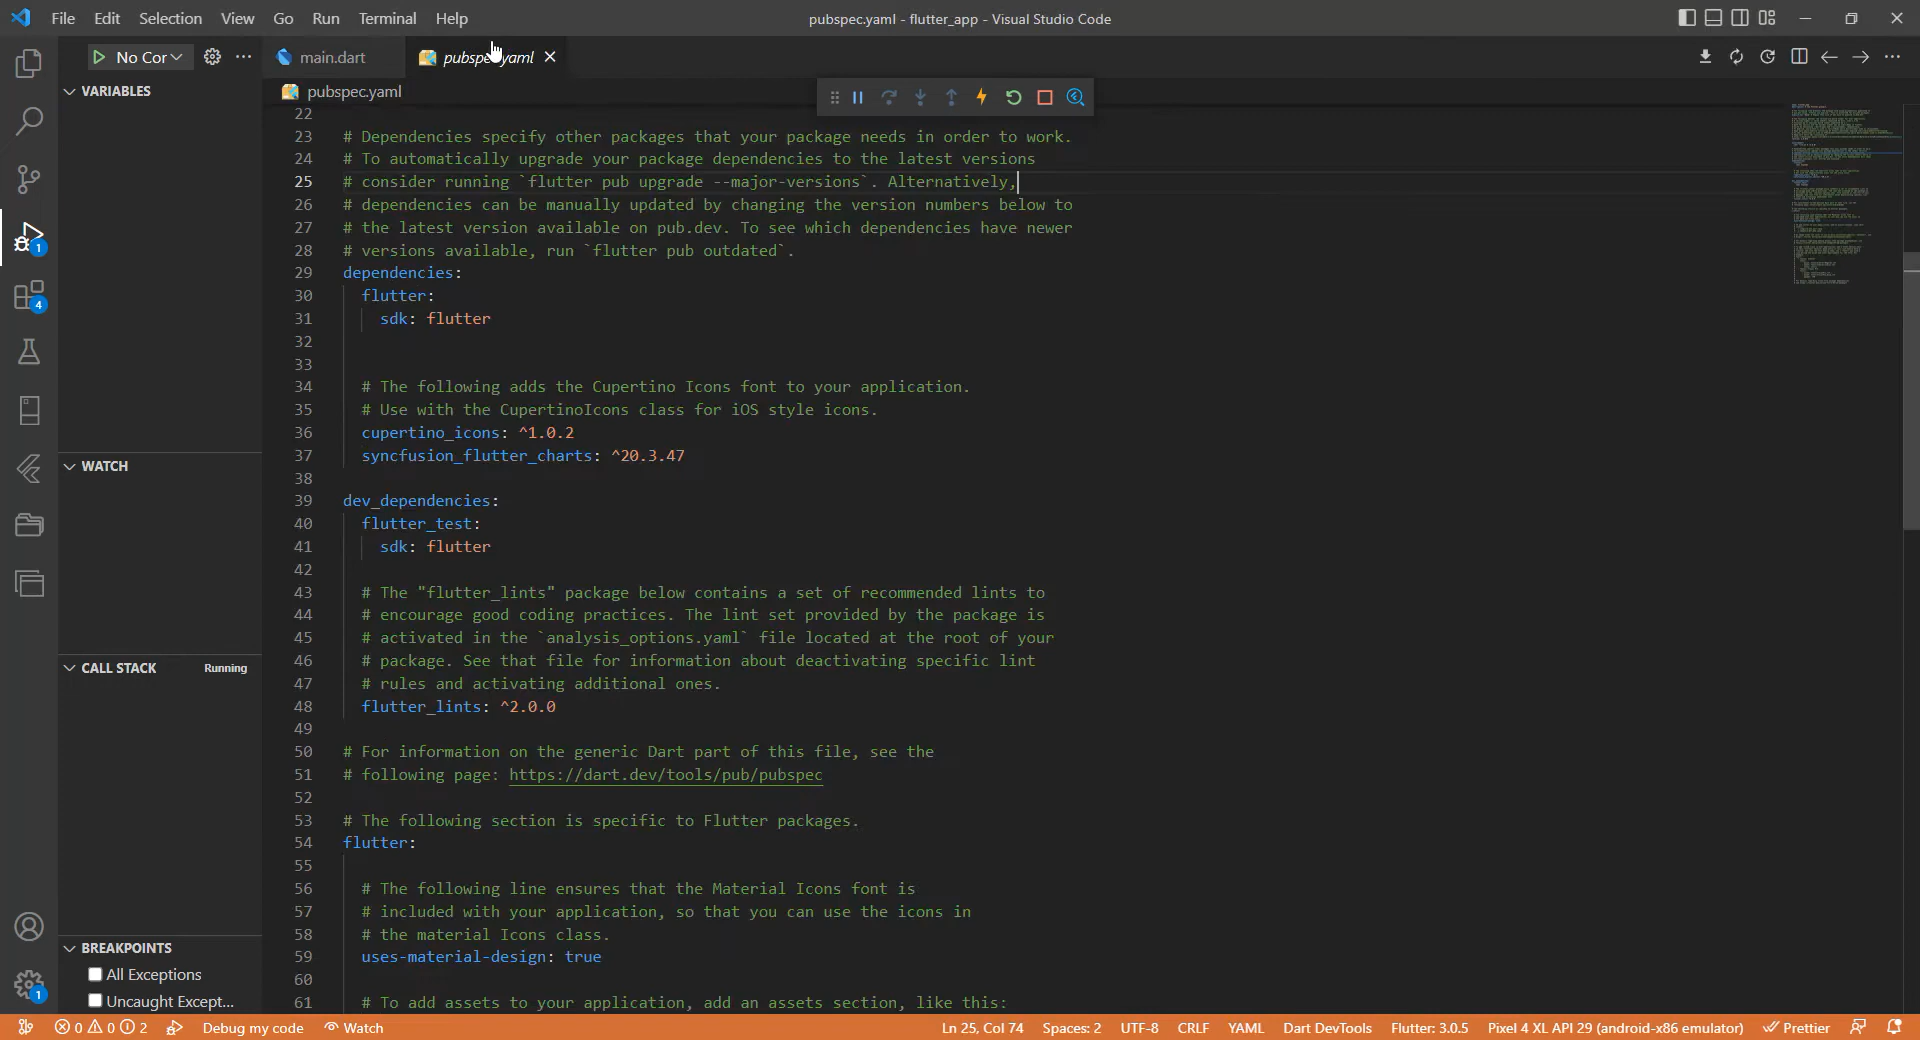 File Edit Selection View Go Run Terminal Help
pubspec.yaml - flutter_app - Visual Studio Code
No Cor
main.dart
pubspec.yaml
VARIABLES
pubspec.yaml
22
23 # Dependencies specify other packages that your package needs in order to work.
24 # To automatically upgrade your package dependencies to the latest versions
25 # consider running `flutter pub upgrade --major-versions`. Alternatively,
26 # dependencies can be manually updated by changing the version numbers below to
27 # the latest version available on pub.dev. To see which dependencies have newer
28 # versions available, run `flutter pub outdated`.
29 dependencies:
30 flutter:
31 sdk: flutter
32
33
34 # The following adds the Cupertino Icons font to your application.
35 # Use with the CupertinoIcons class for iOS style icons.
36 cupertino_icons: ^1.0.2
37 syncfusion_flutter_charts: ^20.3.47
38
39 dev_dependencies:
40 flutter_test:
41 sdk: flutter
42
43 # The "flutter_lints" package below contains a set of recommended lints to
44 # encourage good coding practices. The lint set provided by the package is
45 # activated in the `analysis_options.yaml` file located at the root of your
46 # package. See that file for information about deactivating specific lint
47 # rules and activating additional ones.
48 flutter_lints: ^2.0.0
49
50 # For information on the generic Dart part of this file, see the
51 # following page: https://dart.dev/tools/pub/pubspec
52
53 # The following section is specific to Flutter packages.
54 flutter:
55
56 # The following line ensures that the Material Icons font is
57 # included with your application, so that you can use the icons in
58 # the material Icons class.
59 uses-material-design: true
60
61 # To add assets to your application, add an assets section, like this:
1
4
WATCH
CALL STACK Running
BREAKPOINTS
All Exceptions
Uncaught Except...
1
0 0 2 Debug my code Watch
Ln 25, Col 74 Spaces: 2 UTF-8 CRLF YAML Dart DevTools Flutter: 3.0.5 Pixel 4 XL API 29 (android-x86 emulator) Prettier